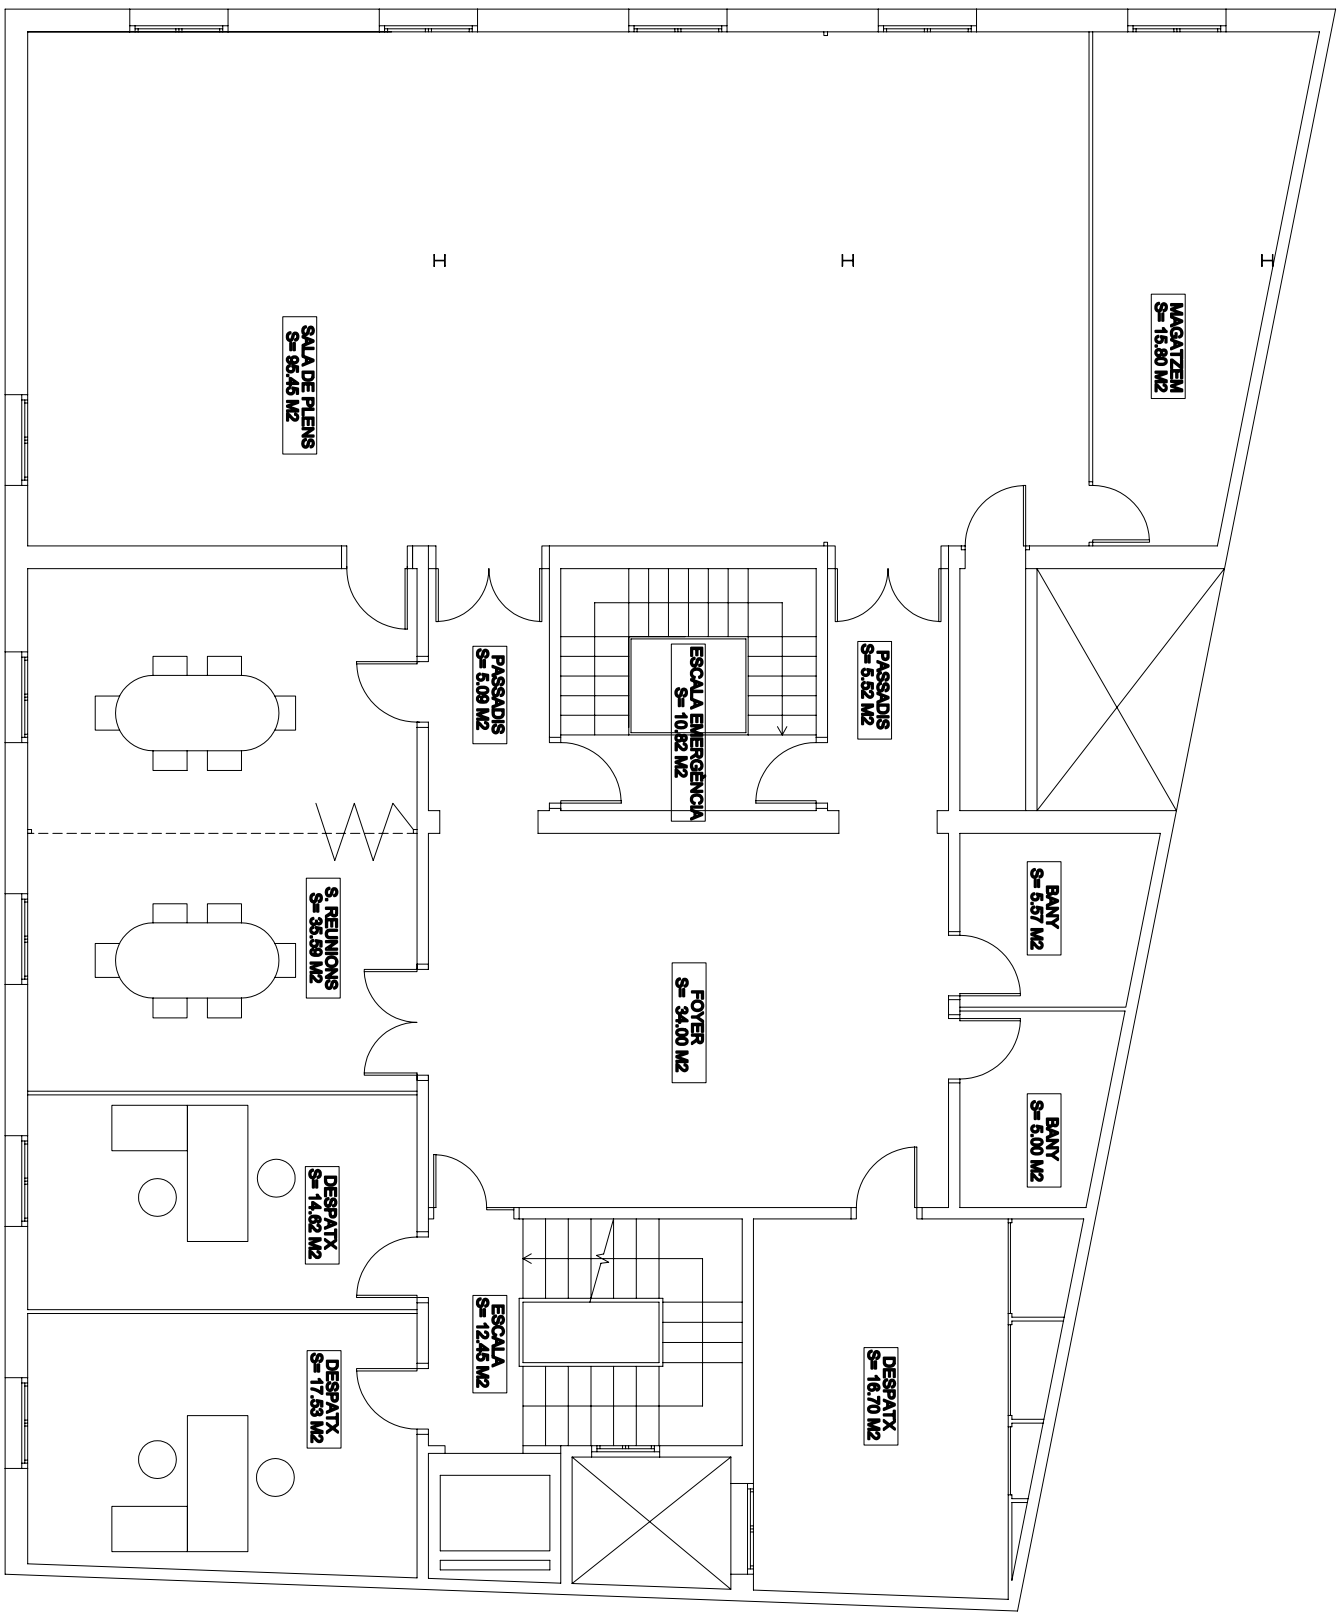 MAGATZEM
S= 15.80 M2
BANY
S= 5.57 M2
BANY
S= 5.00 M2
PASSADIS
S= 5.52 M2
DESPATX
S= 16.70 M2
ESCALA EMERGÈNCIA
S= 10.82 M2
FOYER
S= 34.00 M2
PASSADIS
S= 5.09 M2
ESCALA
S= 12.45 M2
SALA DE PLENS
S= 95.45 M2
S. REUNIONS
S= 35.59 M2
DESPATX
S= 14.62 M2
DESPATX
S= 17.53 M2